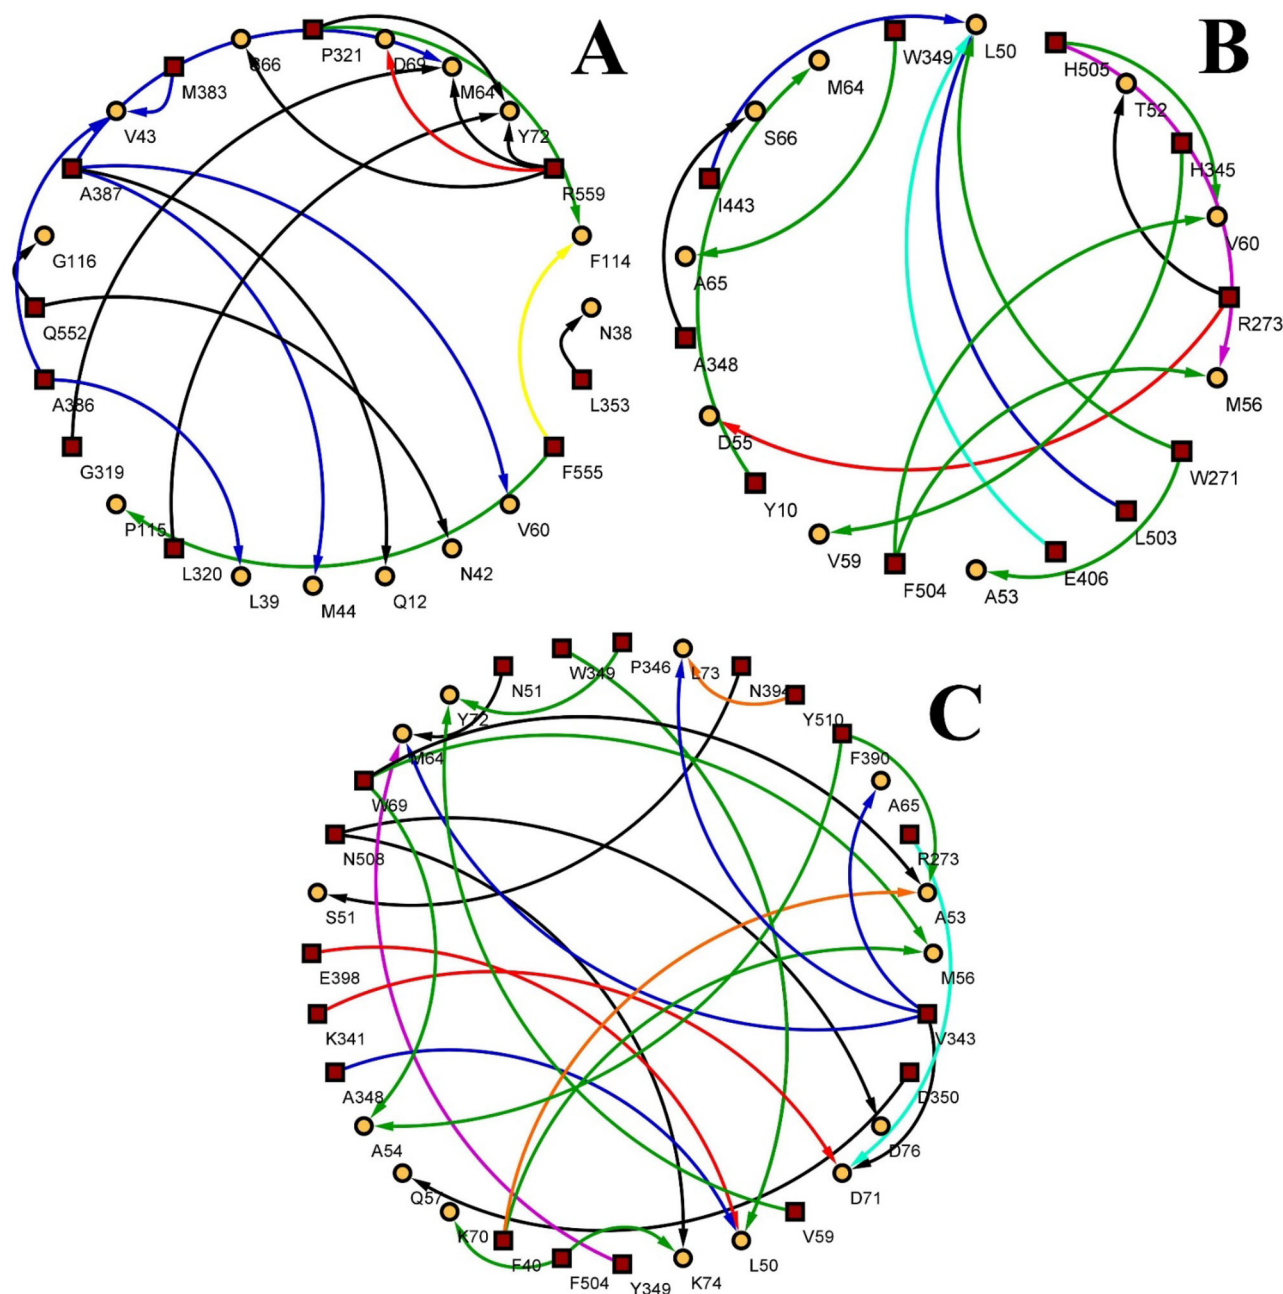 A
P321
S66
D69
M383
M64
V43
Y72
A387
R559
G116
F114
Q552
N38
A386
L353
G319
F555
P115
V60
L320
N42
L39
M44
Q12
B
W349
L50
H505
M64
T52
S66
H345
I443
V60
A65
R273
A348
M56
D55
W271
Y10
L503
V59
E406
F504
A53
C
W349
P346
L73
N394
N51
Y510
Y72
F390
M64
A65
W69
R273
N508
A53
S51
M56
E398
V343
K341
D350
A348
D76
A54
D71
Q57
V59
K70
F40
L50
F504
Y349
K74